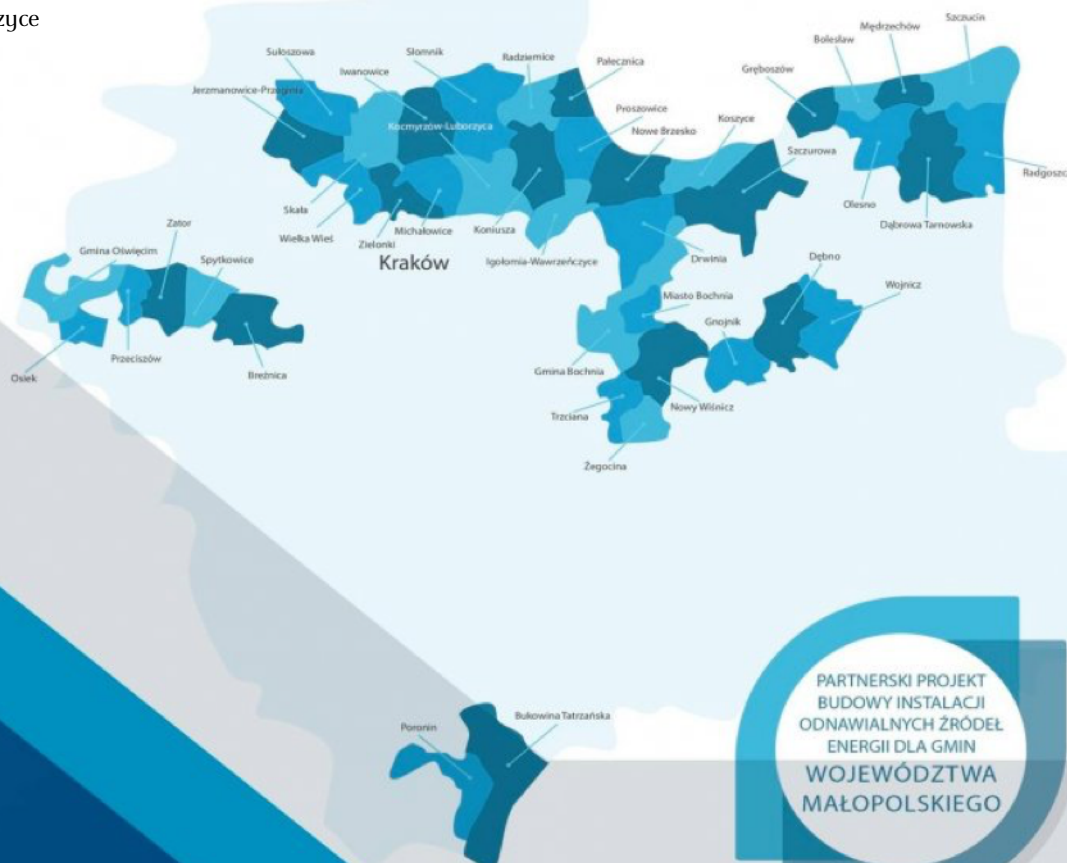 zyce
Szczucin
Mędrzechów
Bolesław
Sułoszowa
Słomnik
Radziemice
Pałecznica
Gręboszów
Iwanowice
Jerzmanowice-Przeginia
Proszowice
Koszyce
Kocmyrzów-Luborzyca
Nowe Brzesko
Szczurowa
Radgoszc
Skała
Olesno
Dąbrowa Tarnowska
Zator
Wielka Wieś
Zielonki
Michałowice
Koniusza
Gmina Oświęcim
Spytkowice
Kraków
Igołomia-Wawrzeńczyce
Drwinia
Dębno
Wojnicz
Miasto Bochnia
Gnojnik
Przeciszów
Osiek
Breźnica
Gmina Bochnia
Nowy Wiśnicz
Trzciana
Żegocina
Poronin
Bukowina Tatrzańska
PARTNERSKI PROJEKT
BUDOWY INSTALACJI
ODNAWIALNYCH ŹRÓDEŁ
ENERGII DLA GMIN
WOJEWÓDZTWA
MAŁOPOLSKIEGO